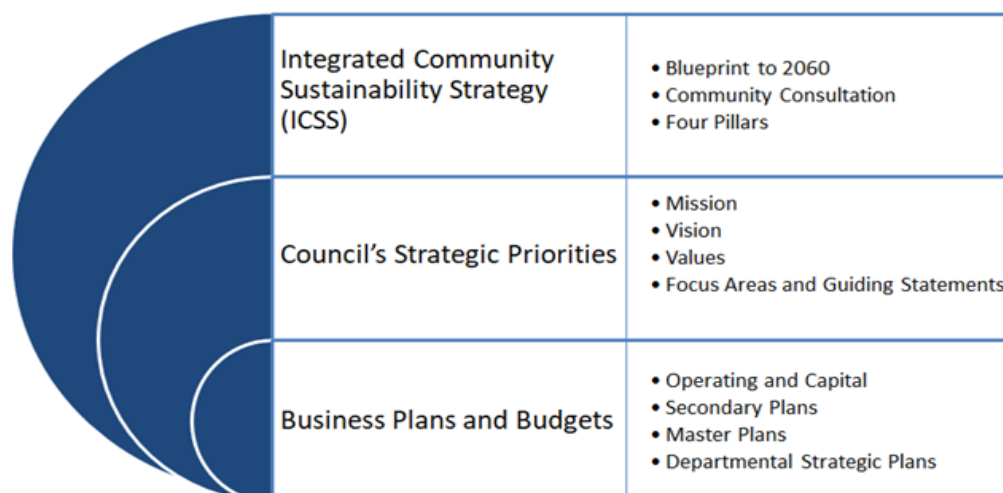 Integrated Community
Sustainability Strategy
(ICSS)
• Blueprint to 2060
• Community Consultation
• Four Pillars
Council’s Strategic Priorities
• Mission
• Vision
• Values
• Focus Areas and Guiding Statements
Business Plans and Budgets
• Operating and Capital
• Secondary Plans
• Master Plans
• Departmental Strategic Plans